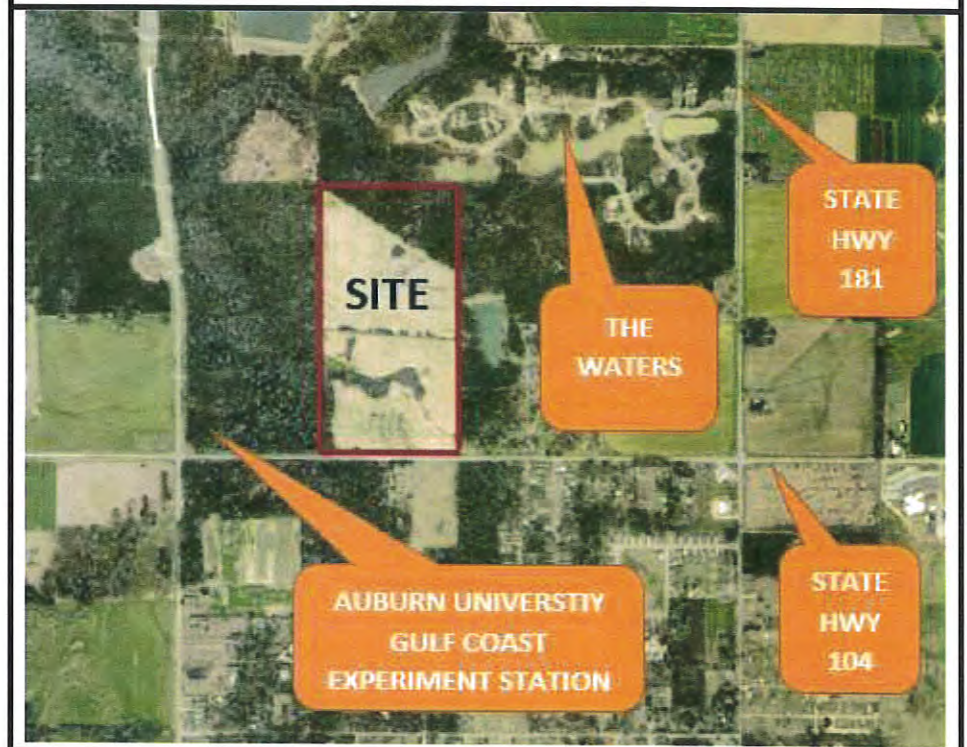 STATE
HWY
181
SITE
THE
WATERS
AUBURN UNIVERSTIY
GULF COAST
EXPERIMENT STATION
STATE
HWY
104